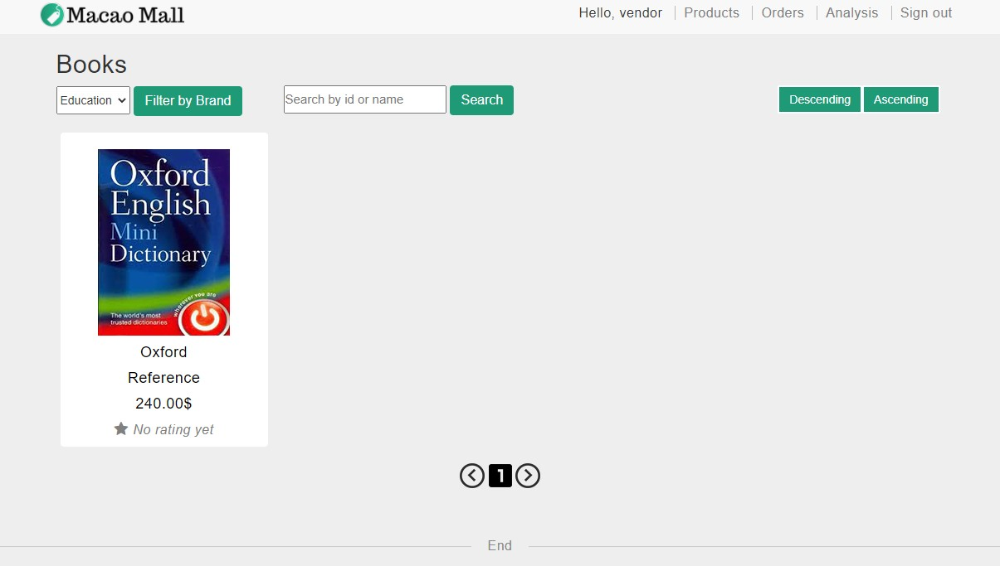 Macao Mall
Hello, vendor
Products
Orders
Analysis
Sign out
Books
Education
Filter by Brand
Search by id or name
Search
Descending
Ascending
Oxford
English
Mini
Dictionary
wherever you are
The world's most
trusted dictionaries
Oxford
Reference
240.00$
No rating yet
1
End